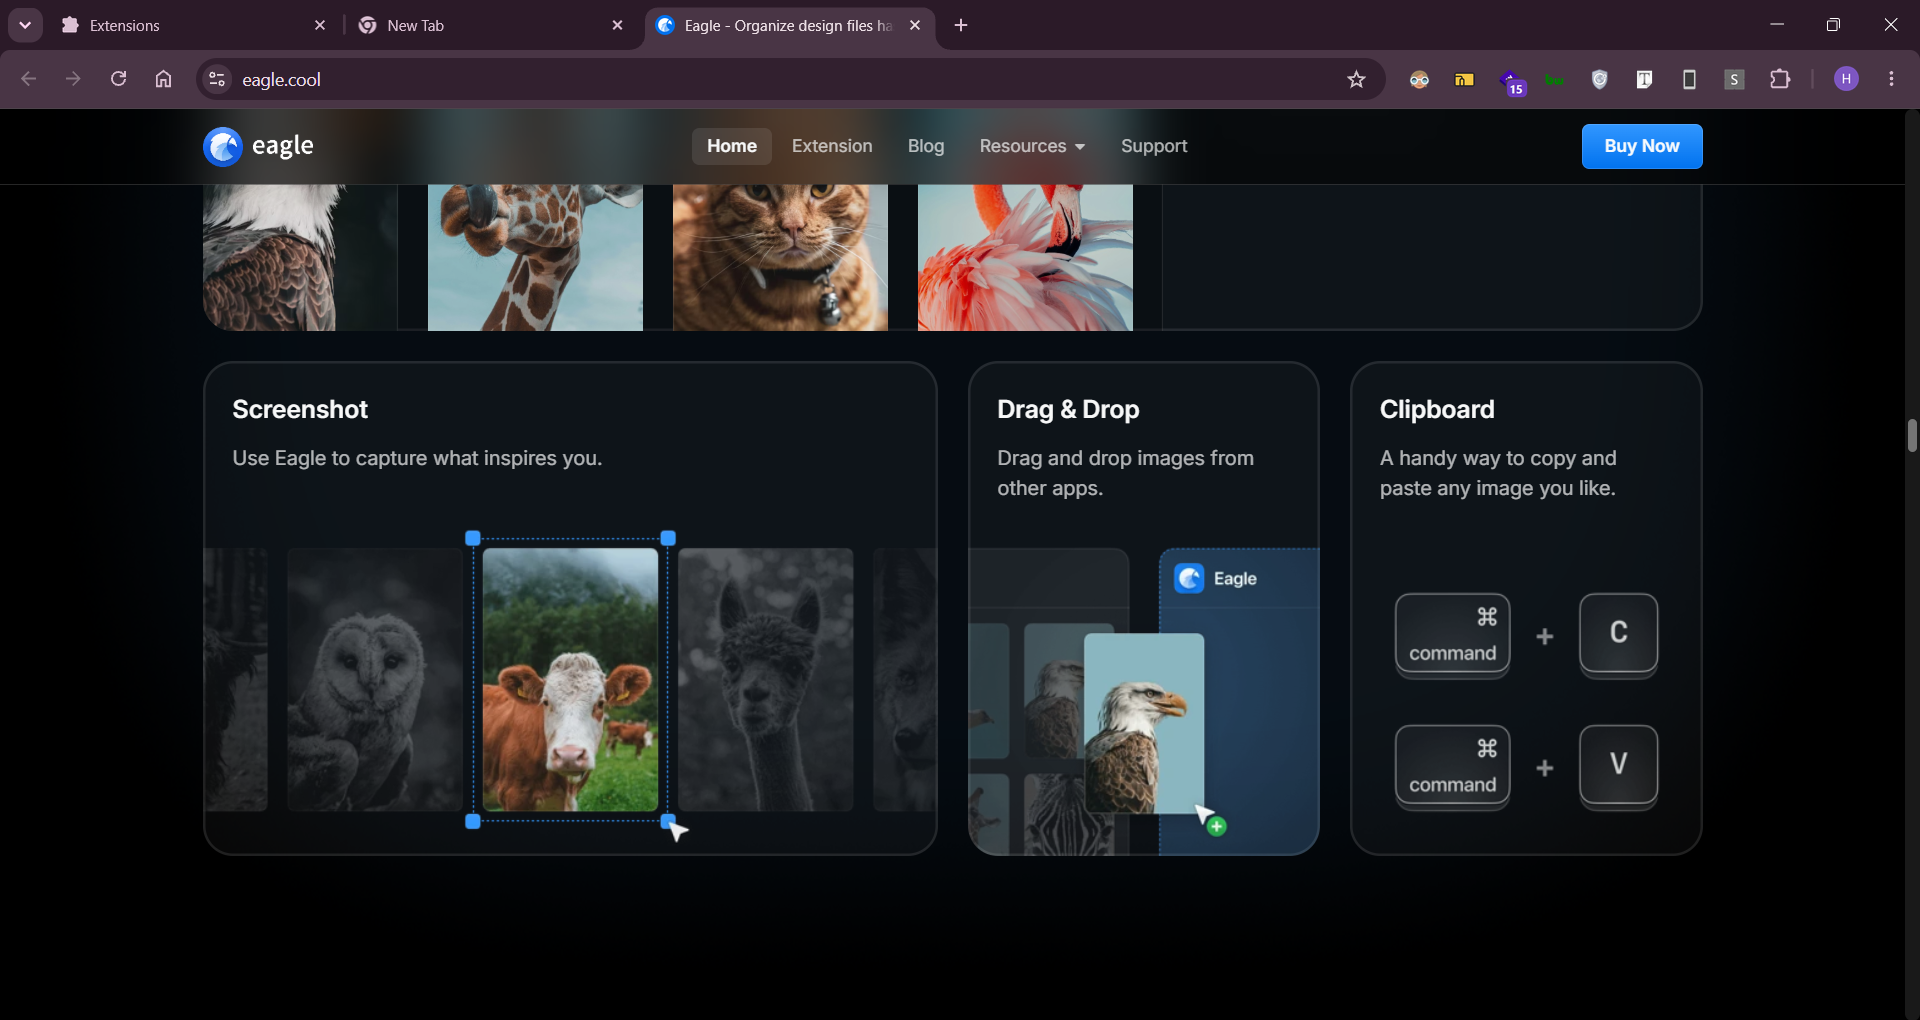 Extensions
New Tab
Eagle - Organize design files ha
eagle.cool
15
bw
T
S
H
eagle
Home
Extension
Blog
Resources
Support
Buy Now
Screenshot
Use Eagle to capture what inspires you.
Drag & Drop
Drag and drop images from
other apps.
Eagle
Clipboard
A handy way to copy and
paste any image you like.
⌘
command + C
⌘
command + V